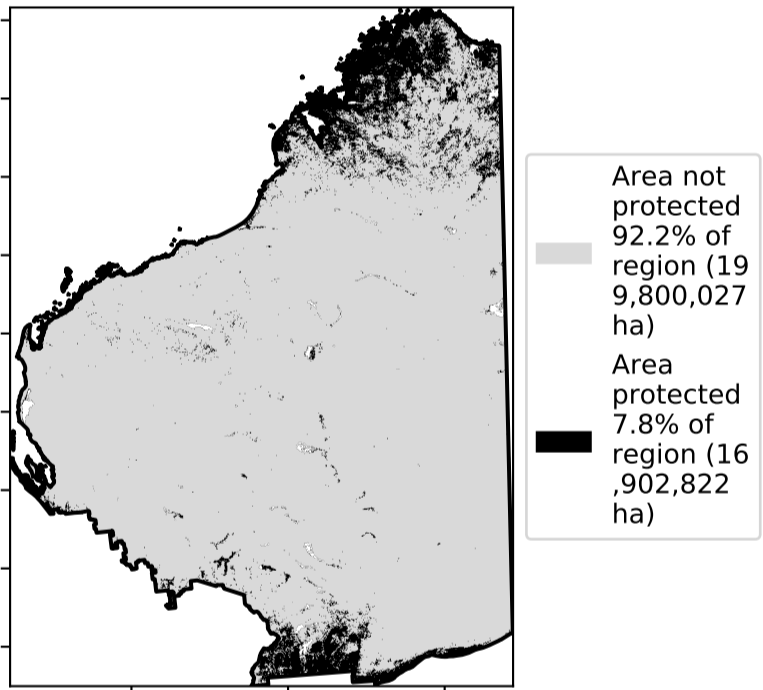 Area not
protected
92.2% of
region (19
9,800,027
ha)
Area
protected
7.8% of
region (16
,902,822
ha)